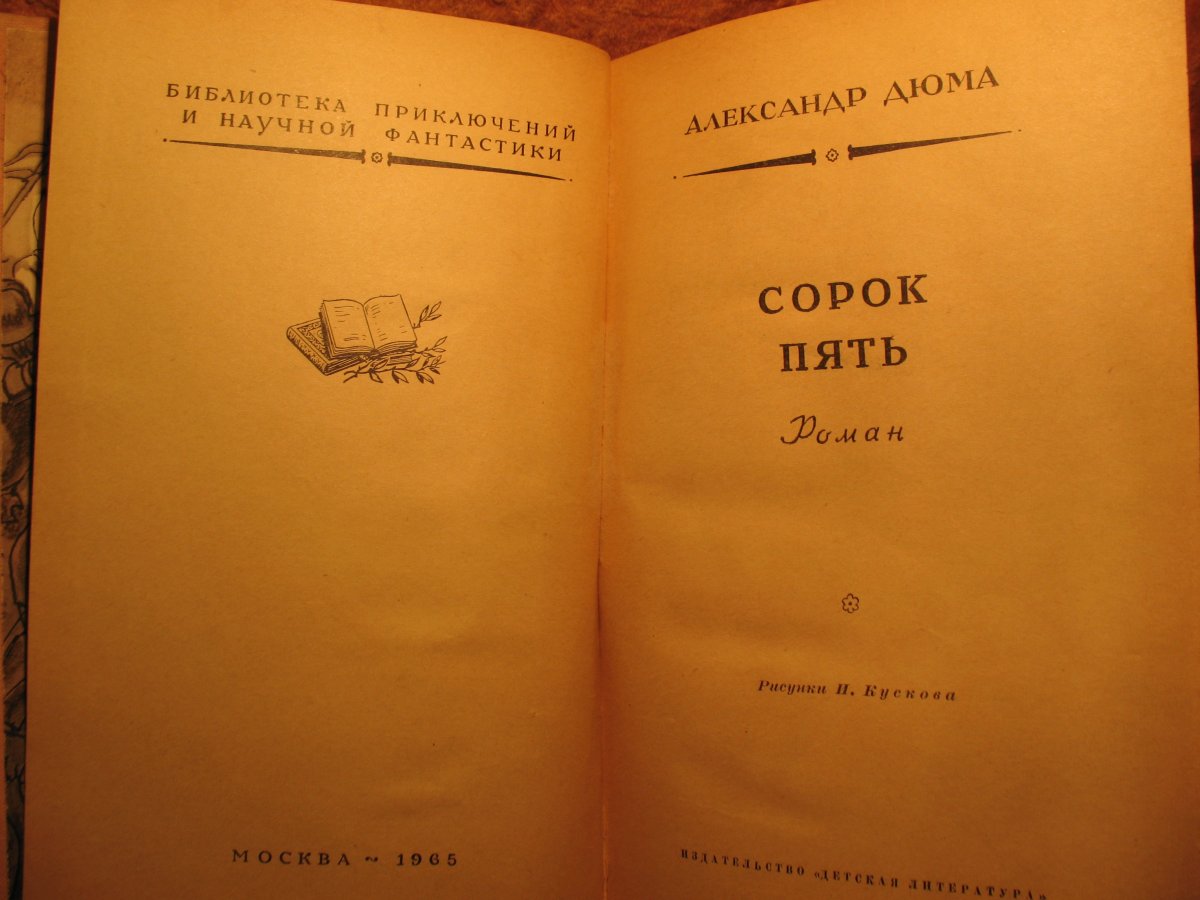 БИБЛИОТЕКА ПРИКЛЮЧЕНИЙ
И НАУЧНОЙ ФАНТАСТИКИ
МОСКВА ~ 1965
АЛЕКСАНДР ДЮМА
СОРОК
ПЯТЬ
Роман
Рисунки И. Кускова
ИЗДАТЕЛЬСТВО «ДЕТСКАЯ ЛИТЕРАТУРА»